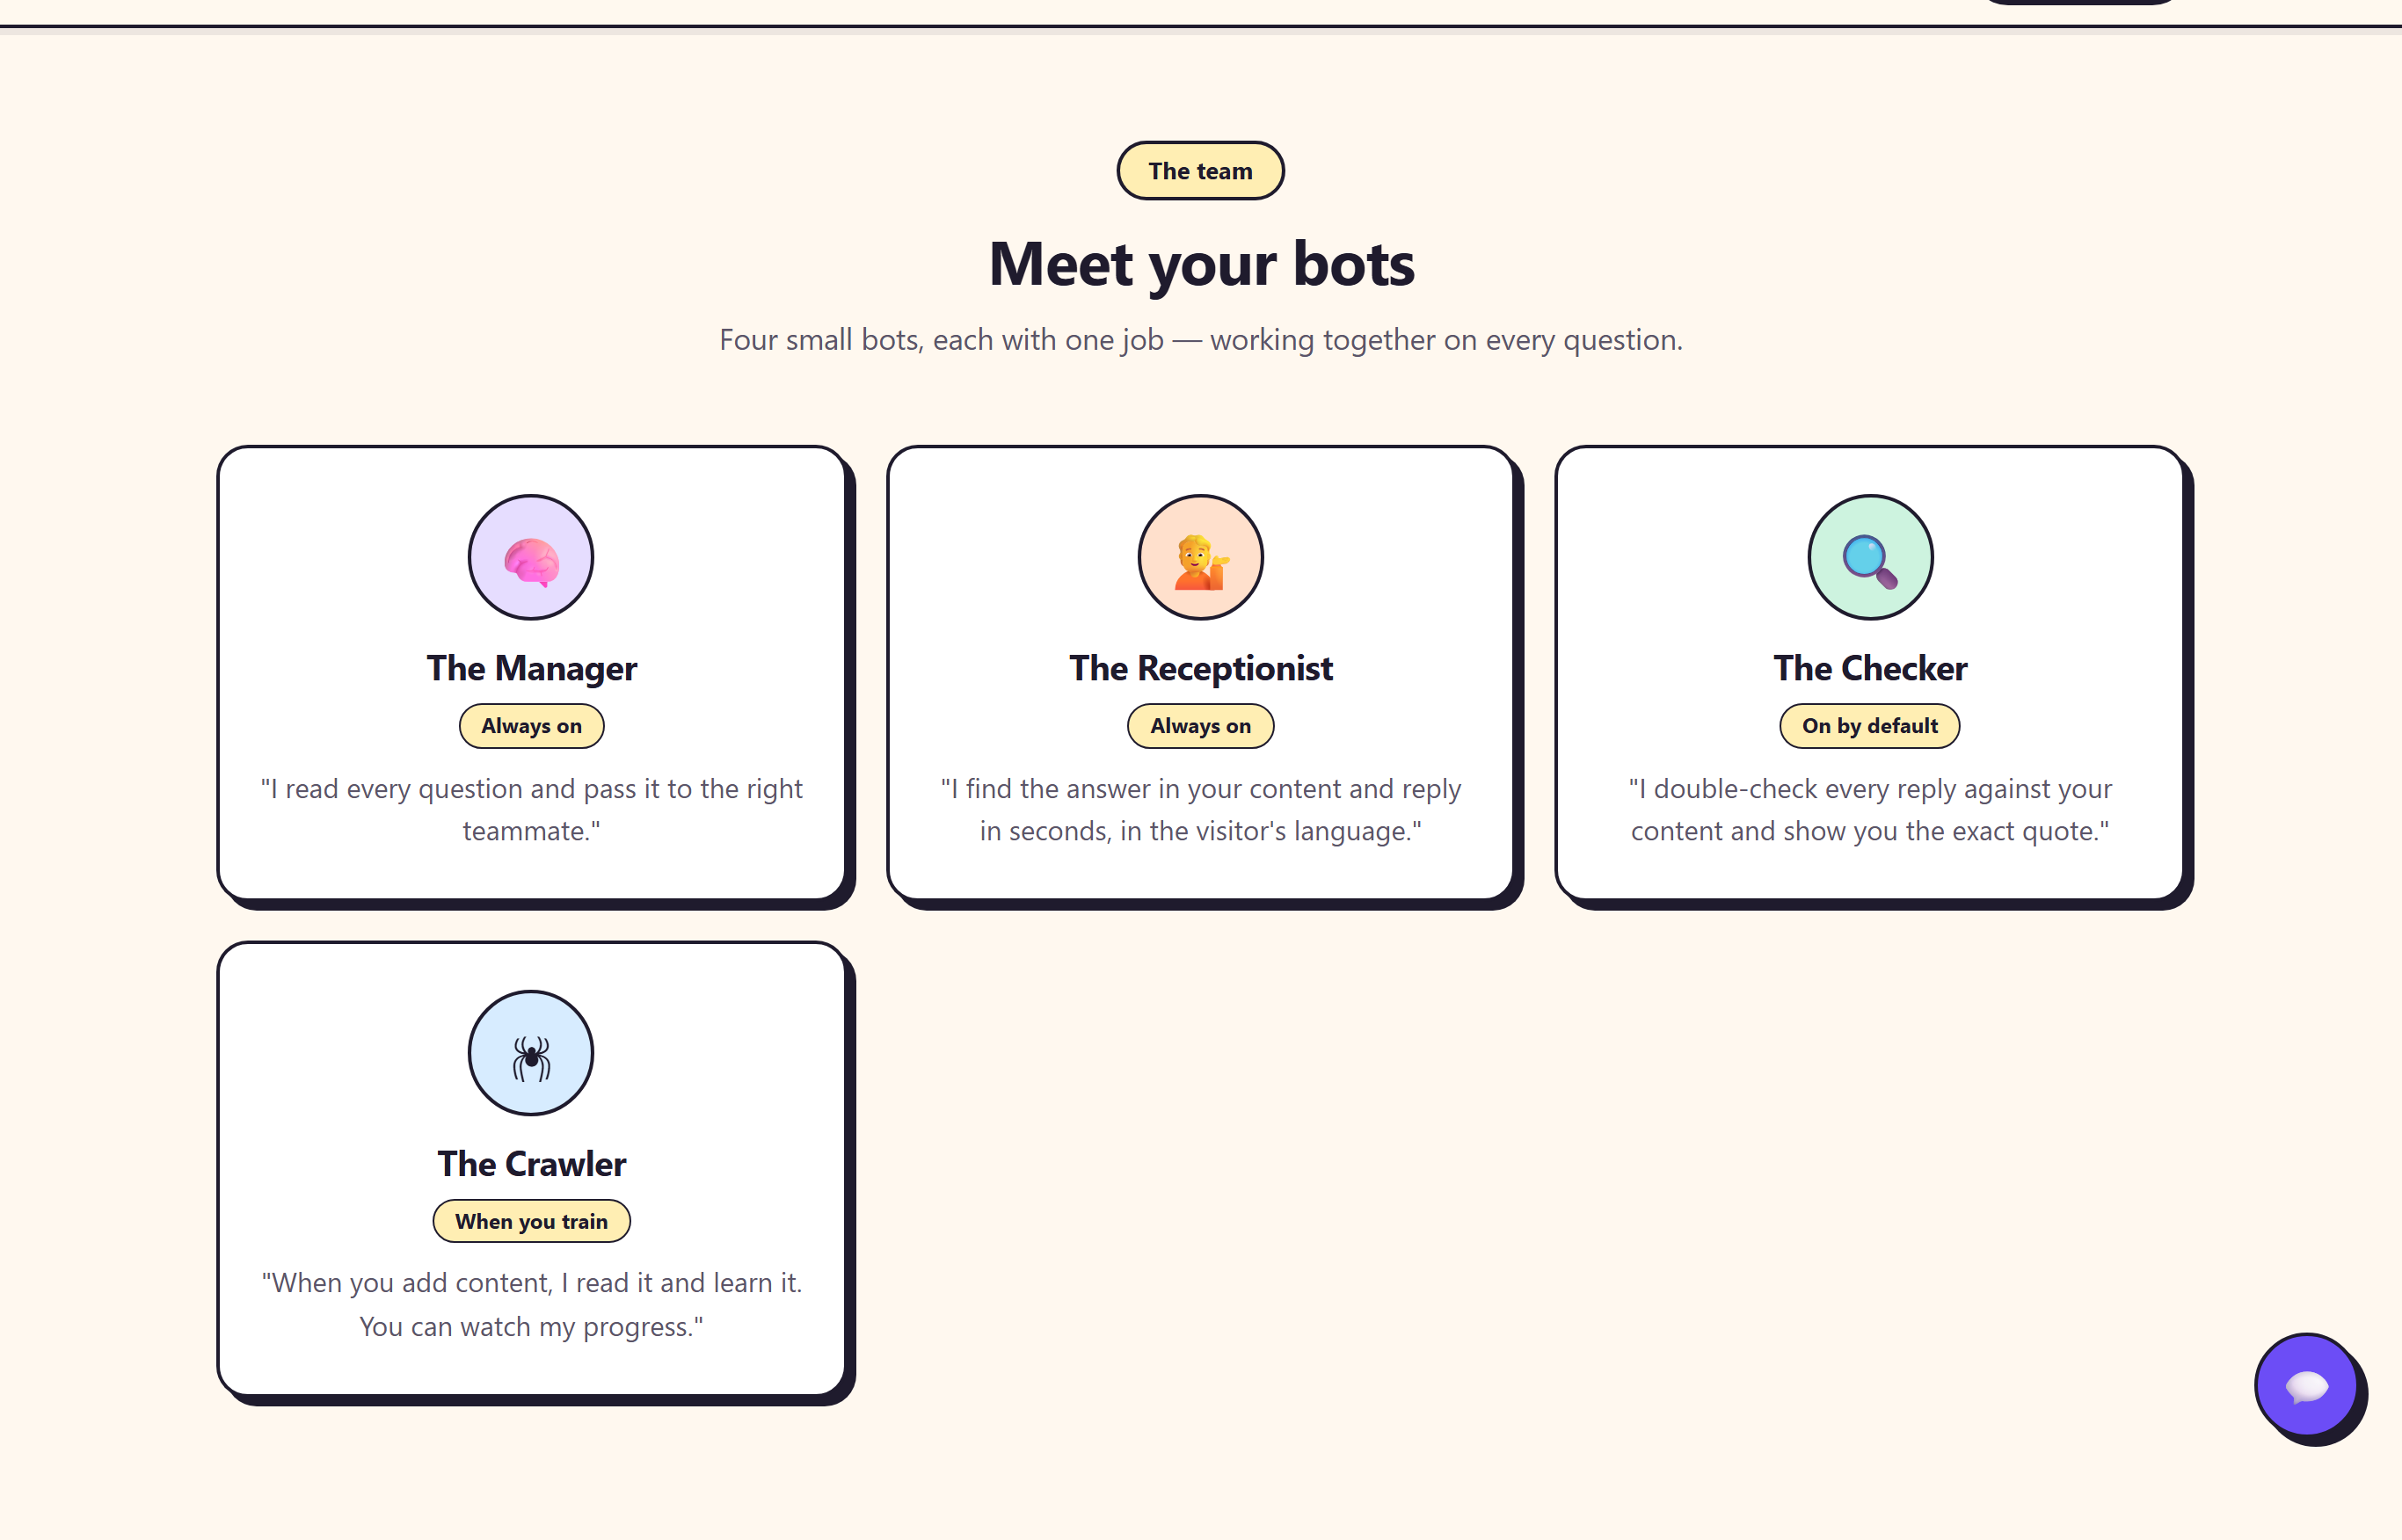 The team
Meet your bots
Four small bots, each with one job — working together on every question.
The Manager
Always on
"I read every question and pass it to the right
teammate."
The Receptionist
Always on
"I find the answer in your content and reply
in seconds, in the visitor's language."
The Checker
On by default
"I double-check every reply against your
content and show you the exact quote."
The Crawler
When you train
"When you add content, I read it and learn it.
You can watch my progress."